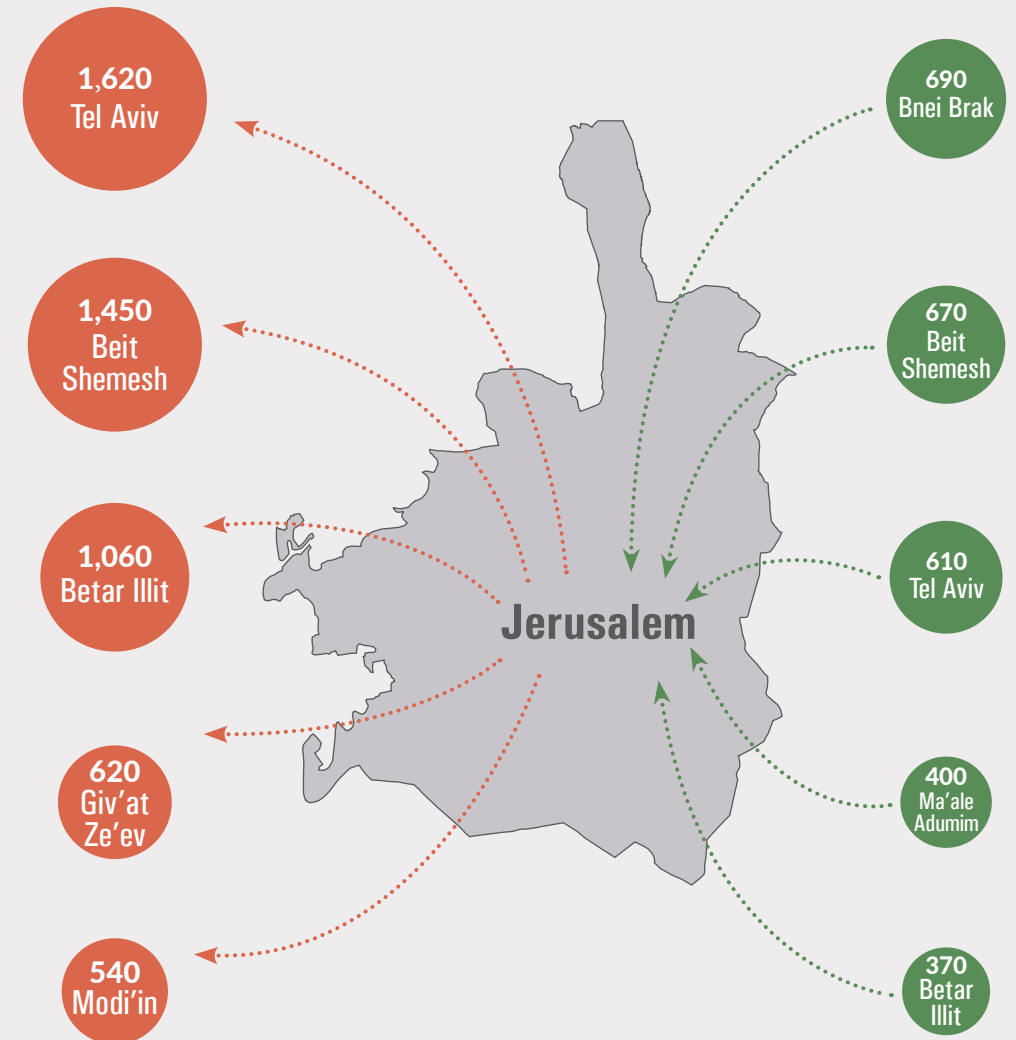 1,620
Tel Aviv
1,450
Beit
Shemesh
1,060
Betar Illit
620
Giv’at
Ze’ev
540
Modi’in
Jerusalem
690
Bnei Brak
670
Beit
Shemesh
610
Tel Aviv
400
Ma’ale
Adumim
370
Betar
Illit